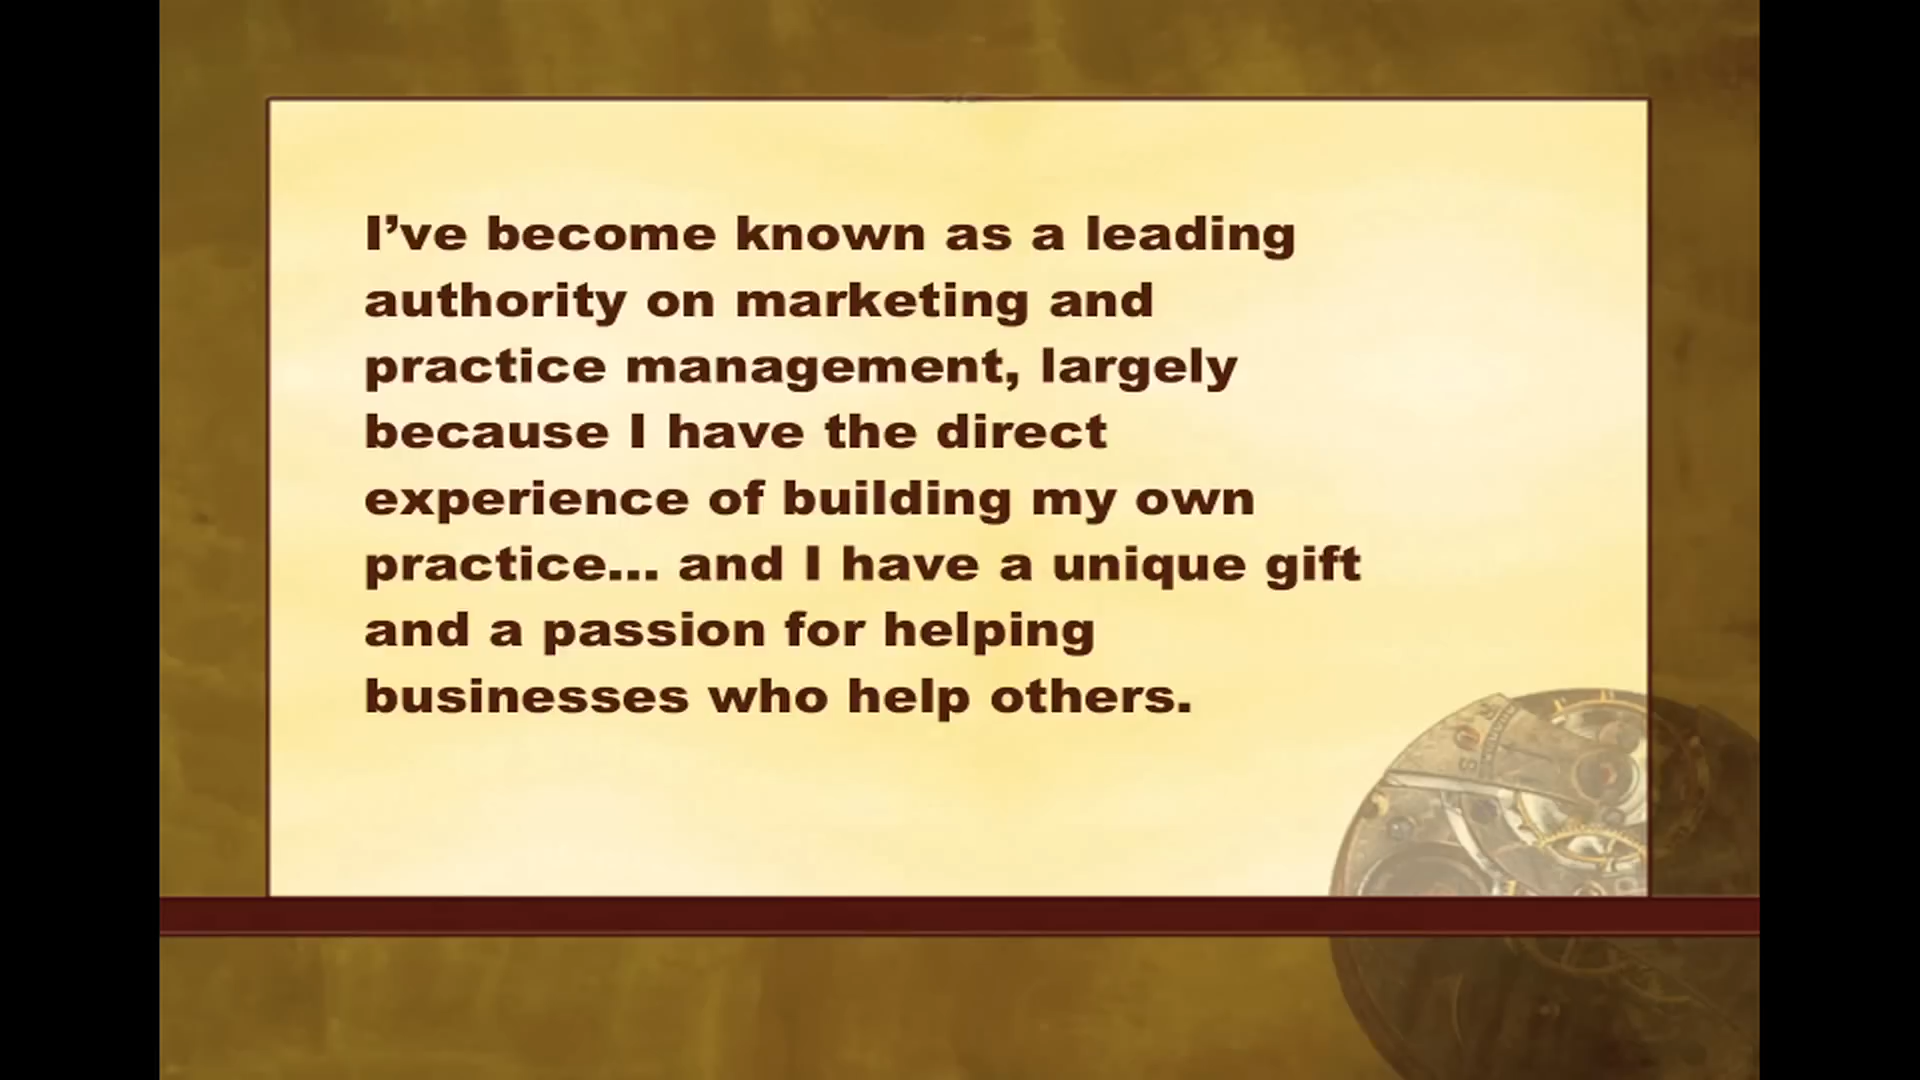 I’ve become known as a leading
authority on marketing and
practice management, largely
because I have the direct
experience of building my own
practice... and I have a unique gift
and a passion for helping
businesses who help others.